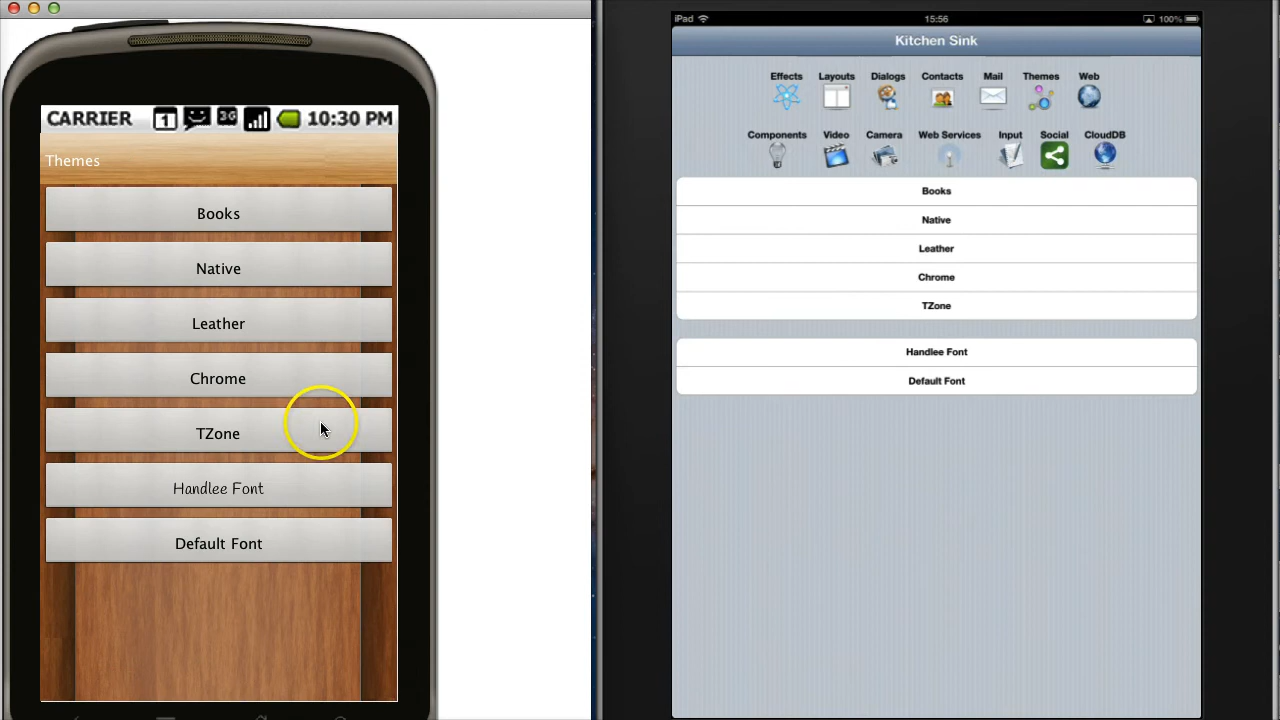 CARRIER 1 3G 10:30 PM
Themes
Books
Native
Leather
Chrome
TZone
Handlee Font
Default Font
iPad 15:56 100%
Kitchen Sink
Effects Layouts Dialogs Contacts Mail Themes Web
Components Video Camera Web Services Input Social CloudDB
Books
Native
Leather
Chrome
TZone
Handlee Font
Default Font